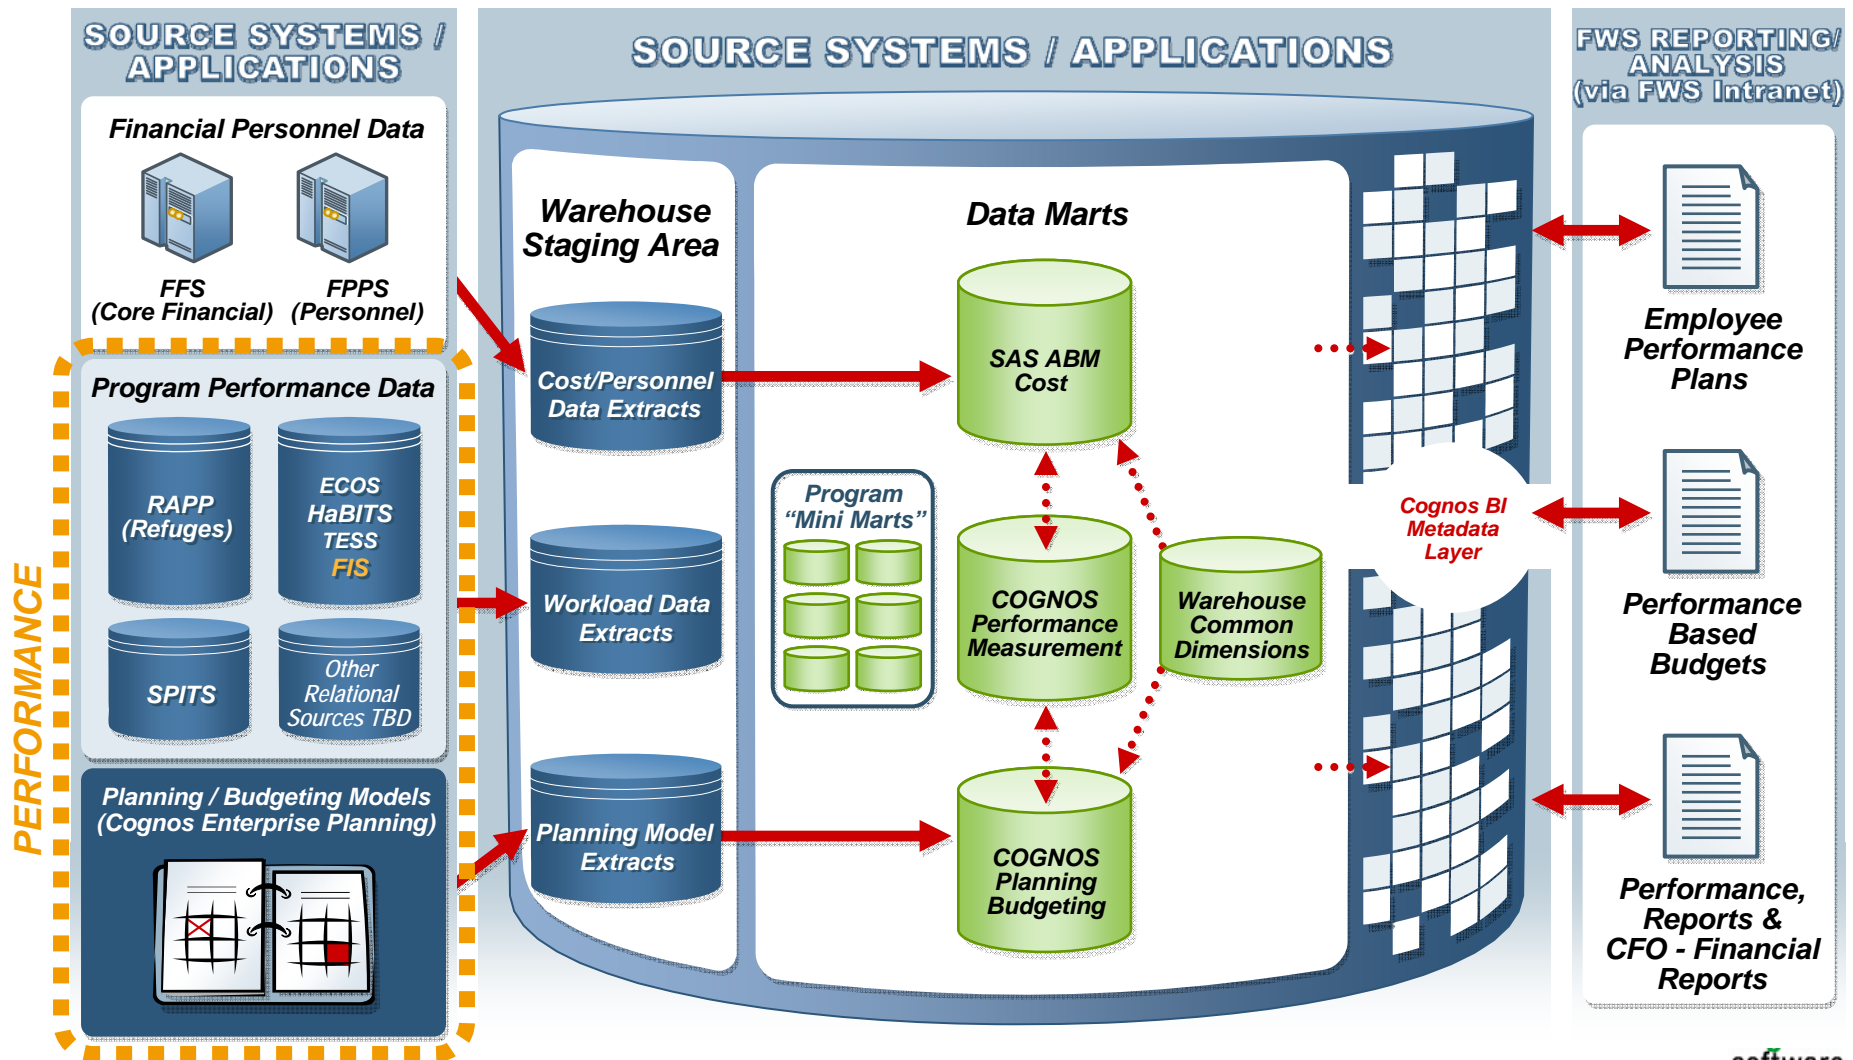 SOURCE SYSTEMS /
APPLICATIONS
Financial Personnel Data
FFS
(Core Financial)
FPPS
(Personnel)
PERFORMANCE
Program Performance Data
RAPP
(Refuges)
ECOS
HaBITS
TESS
FIS
SPITS
Other
Relational
Sources TBD
Planning / Budgeting Models
(Cognos Enterprise Planning)
SOURCE SYSTEMS / APPLICATIONS
Warehouse
Staging Area
Cost/Personnel
Data Extracts
Workload Data
Extracts
Planning Model
Extracts
Data Marts
SAS ABM
Cost
Program
“Mini Marts”
COGNOS
Performance
Measurement
Warehouse
Common
Dimensions
COGNOS
Planning
Budgeting
Cognos BI
Metadata
Layer
FWS REPORTING/
ANALYSIS
(via FWS Intranet)
Employee
Performance
Plans
Performance
Based
Budgets
Performance,
Reports &
CFO - Financial
Reports
software